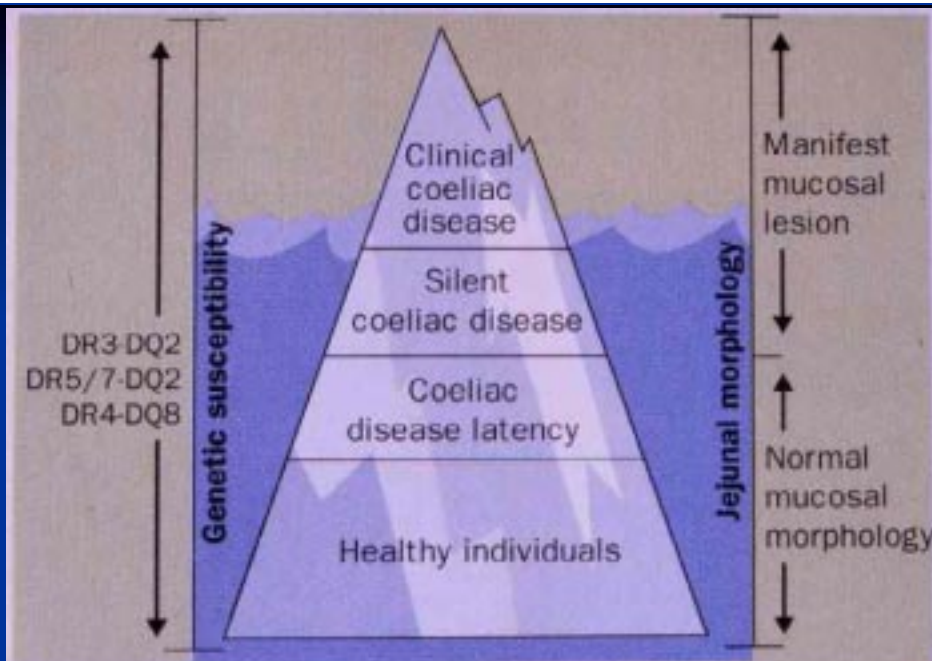 Clinical
coeliac
disease
Silent
coeliac disease
Coeliac
disease latency
Healthy individuals
Genetic susceptibility
DR3-DQ2
DR5/7-DQ2
DR4-DQ8
Jejunal morphology
Manifest
mucosal
lesion
Normal
mucosal
morphology